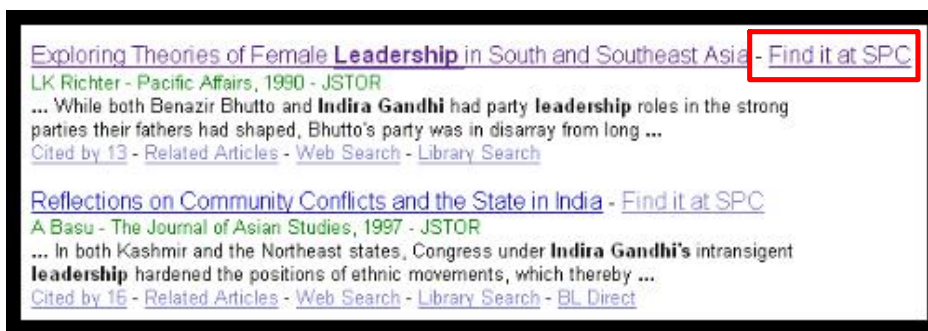 Exploring Theories of Female Leadership in South and Southeast Asia - Find it at SPC
LK Richter - Pacific Affairs, 1990 - JSTOR
... While both Benazir Bhutto and Indira Gandhi had party leadership roles in the strong
parties their fathers had shaped, Bhutto's party was in disarray from long ...
Cited by 13 - Related Articles - Web Search - Library Search
Reflections on Community Conflicts and the State in India - Find it at SPC
A Basu - The Journal of Asian Studies, 1997 - JSTOR
... In both Kashmir and the Northeast states, Congress under Indira Gandhi's intransigent
leadership hardened the positions of ethnic movements, which thereby ...
Cited by 16 - Related Articles - Web Search - Library Search - BL Direct